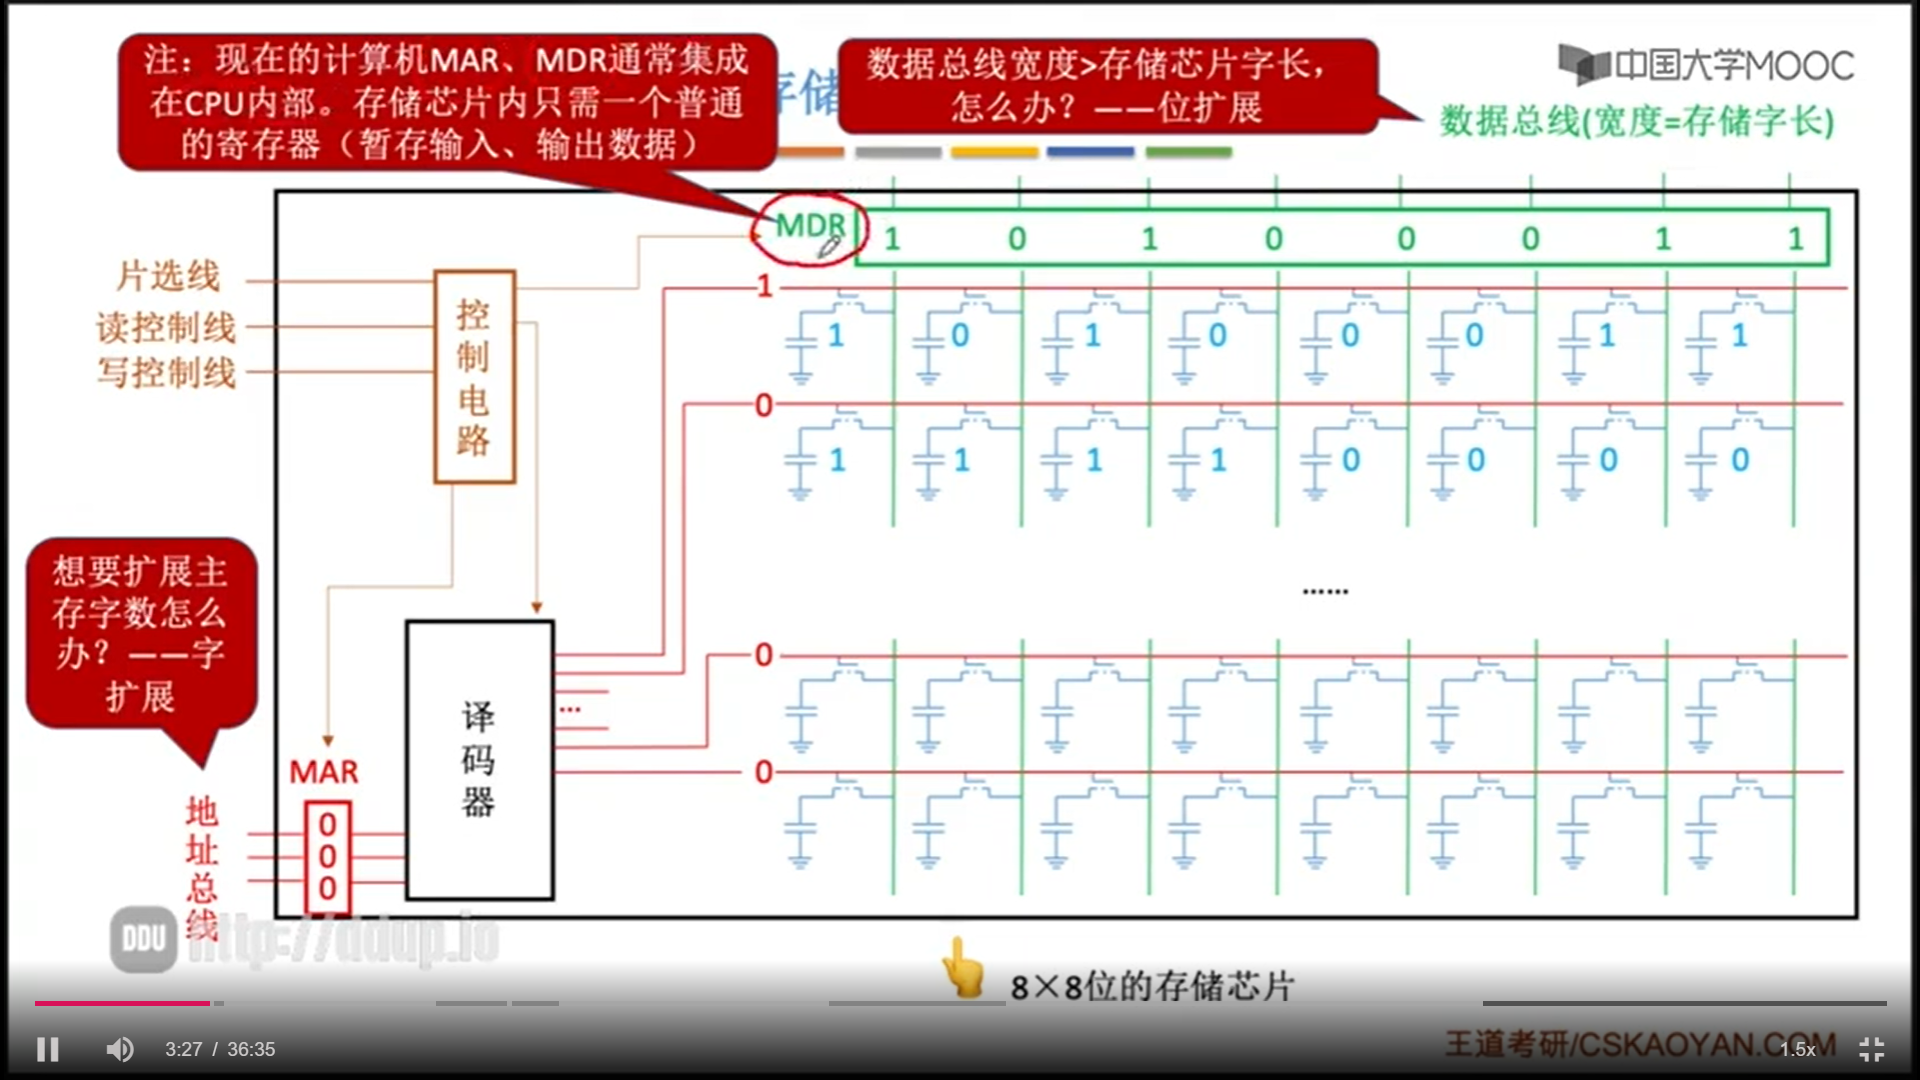 注：现在的计算机MAR、MDR通常集成
在CPU内部。存储芯片内只需一个普通
的寄存器（暂存输入、输出数据）
存储
数据总线宽度>存储芯片字长，
怎么办？——位扩展
中国大学MOOC
数据总线(宽度=存储字长)
MDR 1 0 1 0 0 0 1 1
片选线
读控制线
写控制线
控制电路
1
1 0 1 0 0 0 1 1
0
1 1 1 1 0 0 0 0
......
想要扩展主
存字数怎么
办？——字
扩展
译码器
...
0
0
MAR
0
0
0
地址总线
DDU http://ddup.io
8×8位的存储芯片
王道考研/CSKAOYAN.COM
3:27 / 36:35
1.5x